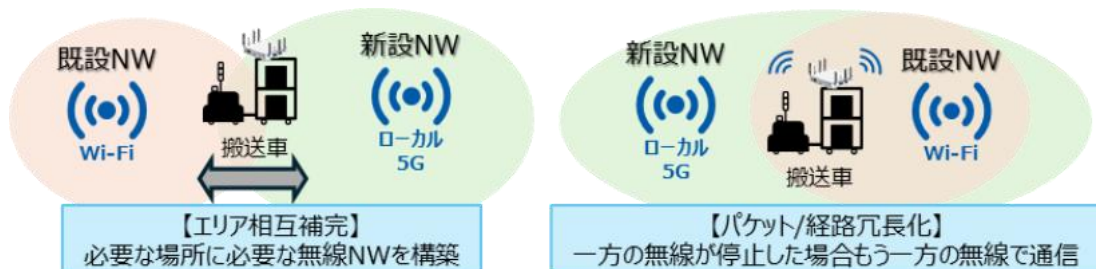 既設NW
Wi-Fi
搬送車
新設NW
ローカル
5G
【エリア相互補完】
必要な場所に必要な無線NWを構築
新設NW
ローカル
5G
搬送車
既設NW
Wi-Fi
【パケット/経路冗長化】
一方の無線が停止した場合もう一方の無線で通信